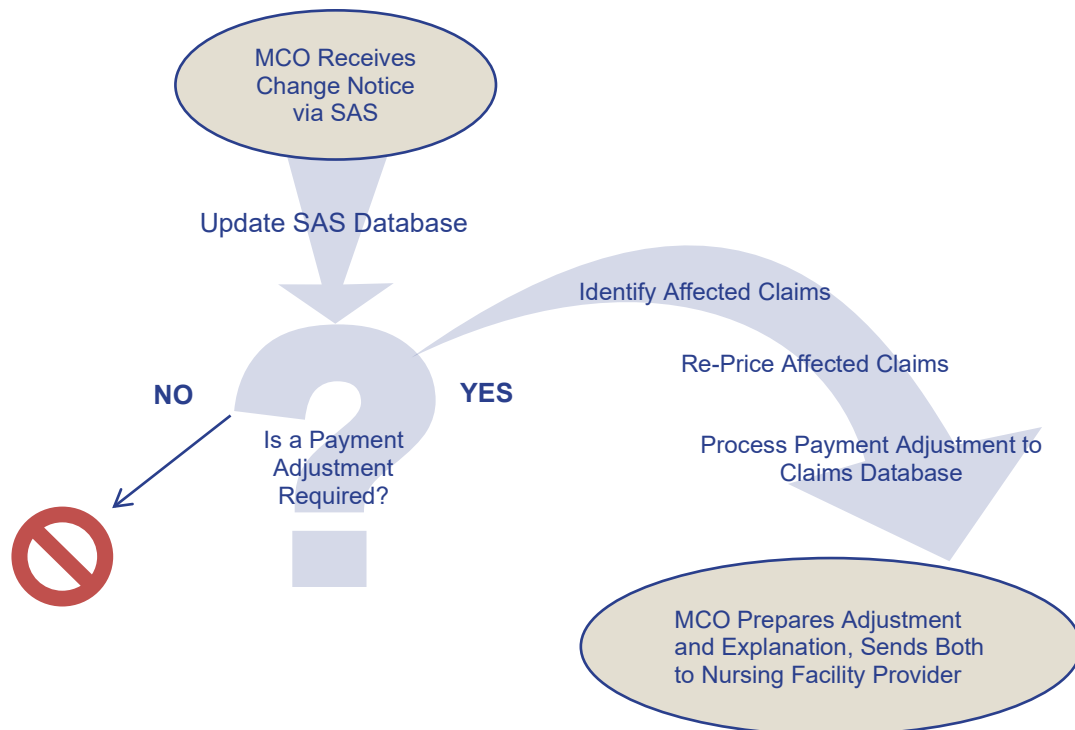 MCO Receives
Change Notice
via SAS
Update SAS Database
Identify Affected Claims
Re-Price Affected Claims
NO
YES
Is a Payment
Adjustment
Required?
Process Payment Adjustment to
Claims Database
MCO Prepares Adjustment
and Explanation, Sends Both
to Nursing Facility Provider